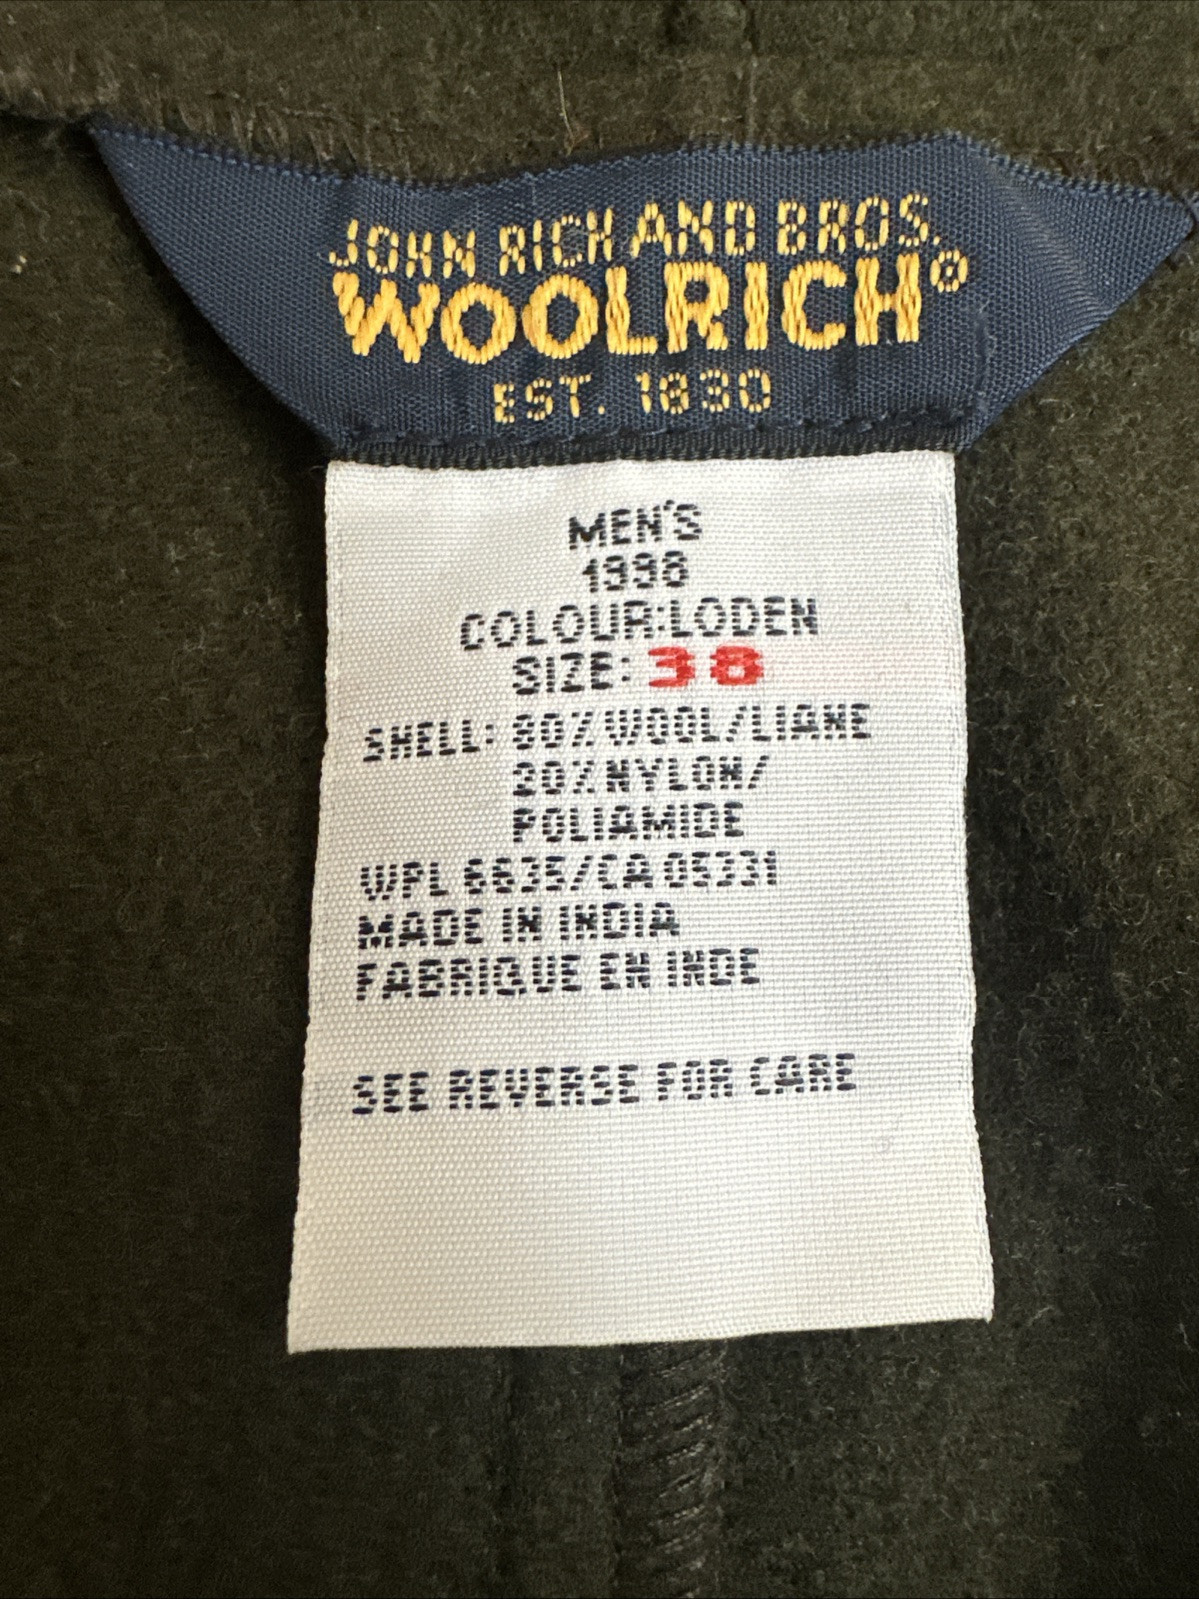 JOHN RICH AND BROS.
WOOLRICH®
EST. 1830
MEN'S
1998
COLOUR:LODEN
SIZE: 38
SHELL: 80% WOOL/LIANE
20% NYLON/
POLIAMIDE
WPL 6635/CA 05331
MADE IN INDIA
FABRIQUE EN INDE
SEE REVERSE FOR CARE